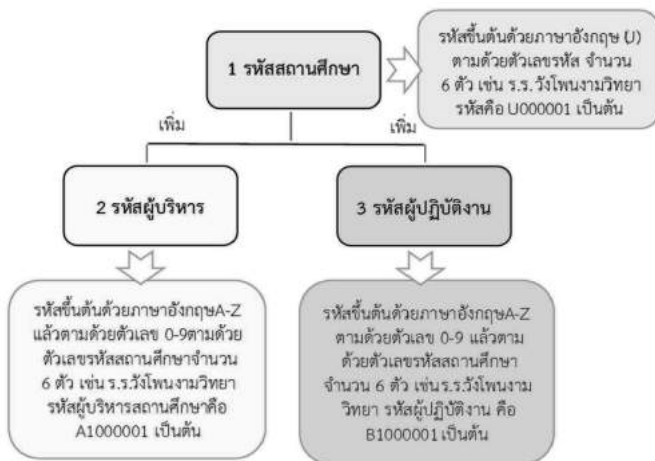 1 รหัสสถานศึกษา
รหัสขึ้นต้นด้วยภาษาอังกฤษ (U)
ตามด้วยตัวเลขรหัส จำนวน
6 ตัว เช่น ร.ร.วังโพนงามวิทยา
รหัสคือ U000001 เป็นต้น
เพิ่ม
เพิ่ม
2 รหัสผู้บริหาร
3 รหัสผู้ปฏิบัติงาน
รหัสขึ้นต้นด้วยภาษาอังกฤษA-Z
แล้วตามด้วยตัวเลข 0-9ตามด้วย
ตัวเลขรหัสสถานศึกษาจำนวน
6 ตัว เช่น ร.ร.วังโพนงามวิทยา
รหัสผู้บริหารสถานศึกษาคือ
A1000001 เป็นต้น
รหัสขึ้นต้นด้วยภาษาอังกฤษA-Z
ตามด้วยตัวเลข 0-9 แล้วตาม
ด้วยตัวเลขรหัสสถานศึกษา
จำนวน 6 ตัว เช่นร.ร.วังโพนงาม
วิทยา รหัสผู้ปฏิบัติงาน คือ
B1000001 เป็นต้น